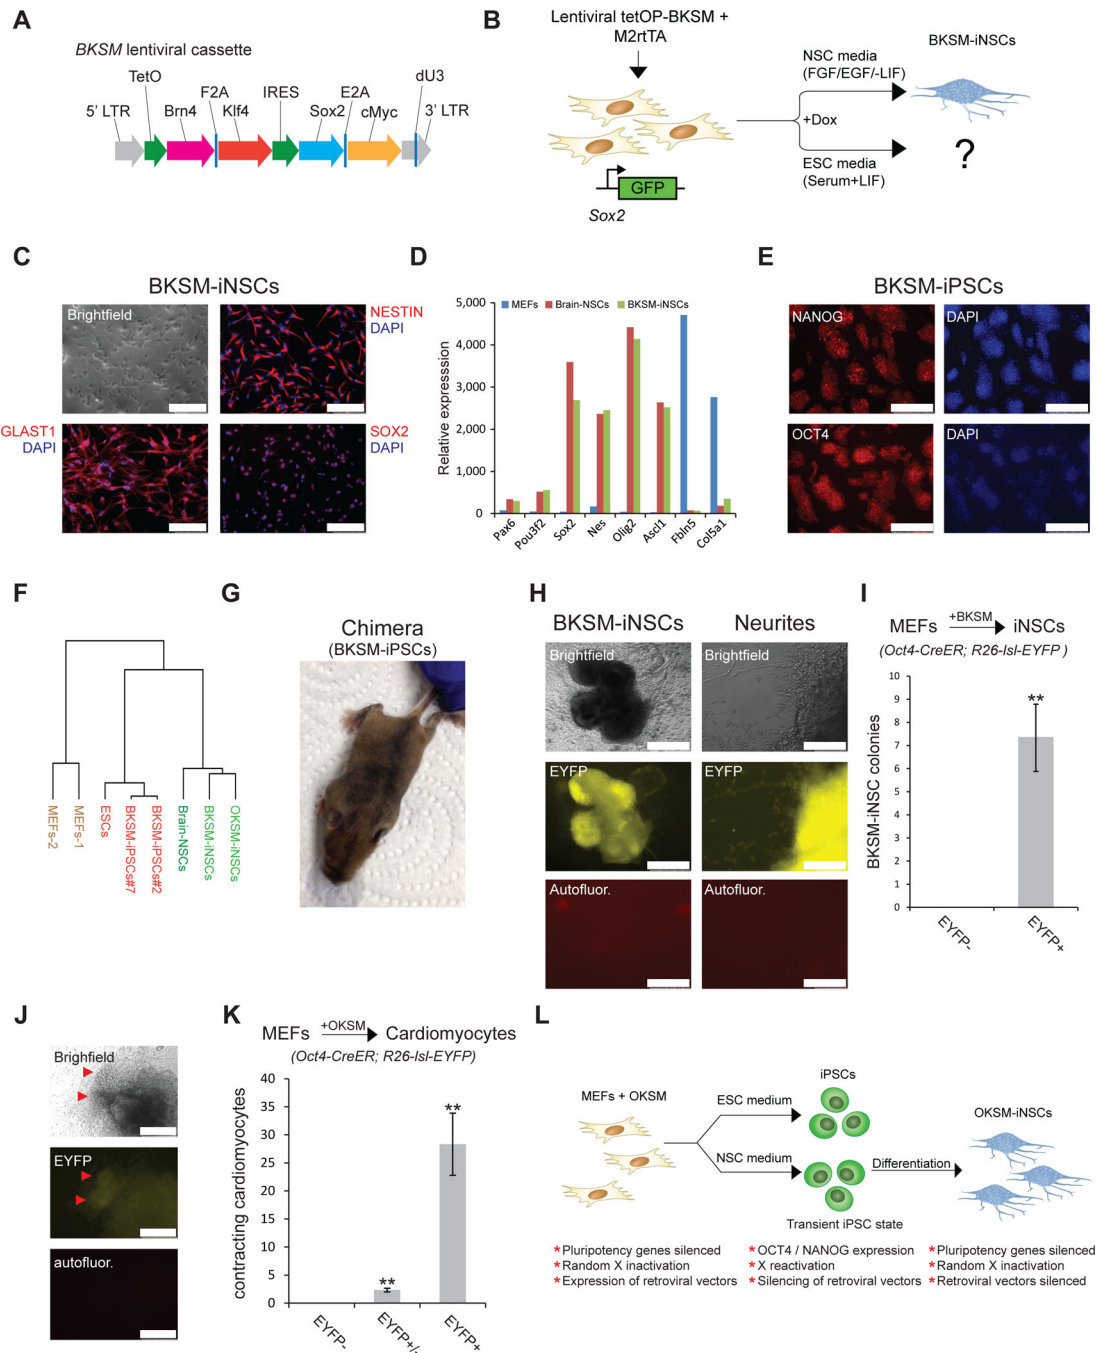 A
BKSM lentiviral cassette
TetO
F2A
IRES
E2A
dU3
5' LTR
Brn4
Klf4
Sox2
cMyc
3' LTR
B
Lentiviral tetOP-BKSM +
M2rtTA
GFP
Sox2
+Dox
NSC media
(FGF/EGF/-LIF)
ESC media
(Serum+LIF)
BKSM-iNSCs
?
C
BKSM-iNSCs
Brightfield
NESTIN
DAPI
GLAST1
DAPI
SOX2
DAPI
D
MEFs
Brain-NSCs
BKSM-iNSCs
Relative expresssion
5,000
4,000
3,000
2,000
1,000
0
Pax6
Pou3f2
Sox2
Nes
Olig2
Ascl1
Fbln5
Col5a1
E
BKSM-iPSCs
NANOG
DAPI
OCT4
DAPI
F
MEFs-2
MEFs-1
ESCs
BKSM-iPSCs#7
BKSM-iPSCs#2
Brain-NSCs
BKSM-iNSCs
OKSM-iNSCs
G
Chimera
(BKSM-iPSCs)
H
BKSM-iNSCs
Neurites
Brightfield
Brightfield
EYFP
EYFP
Autofluor.
Autofluor.
I
MEFs +BKSM iNSCs
(Oct4-CreER; R26-lsl-EYFP )
BKSM-iNSC colonies
10
9
8
7
6
5
4
3
2
1
0
**
EYFP-
EYFP+
J
Brighfield
EYFP
autofluor.
K
MEFs +OKSM Cardiomyocytes
(Oct4-CreER; R26-lsl-EYFP)
contracting cardiomyocytes
40
35
30
25
20
15
10
5
0
**
**
EYFP-
EYFP+/-
EYFP+
L
MEFs + OKSM
ESC medium
NSC medium
iPSCs
Transient iPSC state
Differentiation
OKSM-iNSCs
*Pluripotency genes silenced
*Random X inactivation
*Expression of retroviral vectors
*OCT4 / NANOG expression
*X reactivation
*Silencing of retroviral vectors
*Pluripotency genes silenced
*Random X inactivation
*Retroviral vectors silenced